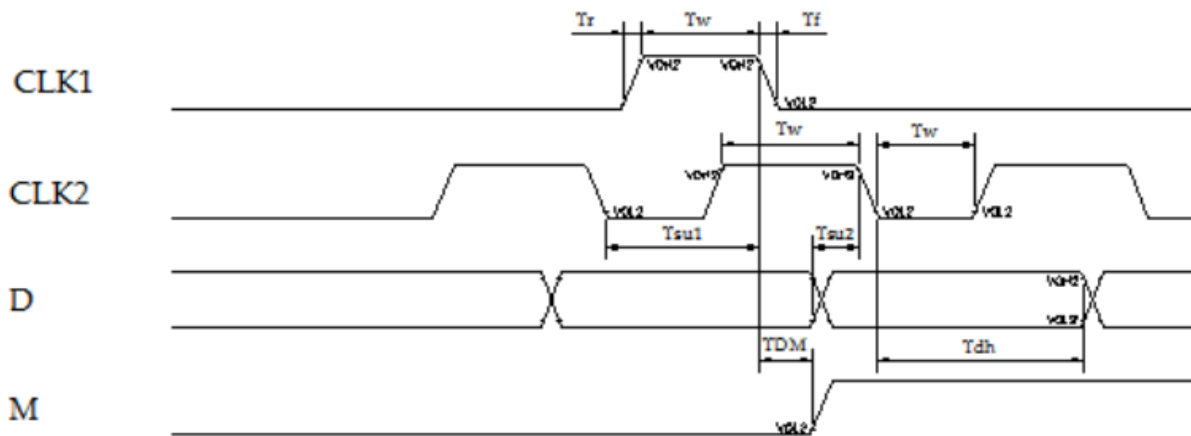 Tr Tw Tf
CLK1
VOH2 VOH2
VOL2
Tw Tw
CLK2
VOH2 VOH2
VOL2 VOL2 VOL2
Tsu1 Tsu2
D
VOH2
VOL2
TDM Tdh
M
VOL2